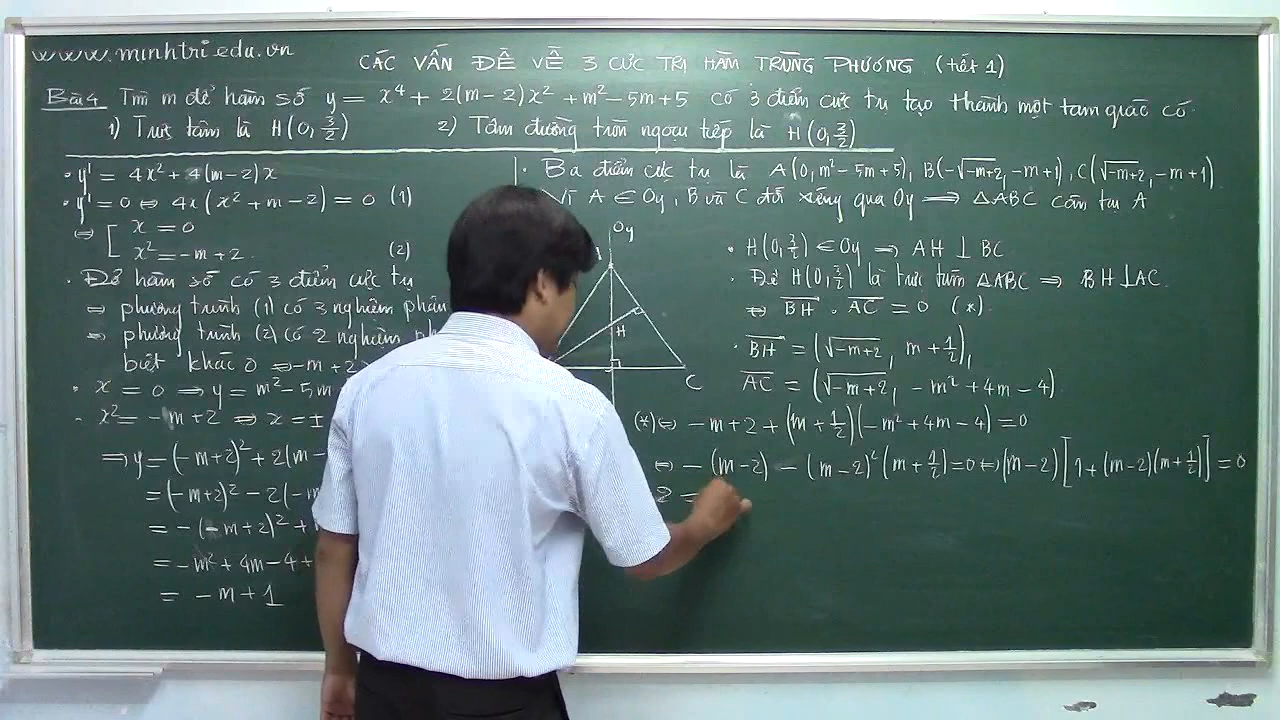 www.minhtriedu.vn
CÁC VẤN ĐỀ VỀ 3 CỰC TRỊ HÀM TRÙNG PHƯƠNG (tiết 1)
Bài 4 Tìm m để hàm số y = x⁴ + 2(m-2)x² + m² - 5m + 5 có 3 điểm cực trị tạo thành một tam giác có
1) Trực tâm là H(0, 3/2) 2) Tâm đường tròn ngoại tiếp là H(0, 3/2)
• y' = 4x² + 4(m-2)x
• y' = 0 ⇔ 4x(x² + m - 2) = 0 (1)
⇔ [ x = 0
x² = -m + 2 (2)
• Để hàm số có 3 điểm cực trị
⇔ phương trình (1) có 3 nghiệm phân
⇔ phương trình (2) có 2 nghiệm
biệt khác 0 ⇔ -m + 2
• x = 0 ⇒ y = m² - 5m
• x² = -m + 2 ⇔ x = ±
⇒ y = (-m+2)² + 2(m-
= (-m+2)² - 2(-m
= -(-m+2)² +
= -m² + 4m - 4 +
= -m + 1
• Ba điểm cực trị là A(0, m² - 5m + 5), B(-√-m+2, -m+1), C(√-m+2, -m+1)
Vì A ∈ Oy, B và C đối xứng qua Oy ⟹ ΔABC cân tại A
Oy
A
H
C
• H(0, 3/2) ∈ Oy ⇒ AH ⊥ BC
• Để H(0, 3/2) là trực tâm ΔABC ⇒ BH ⊥ AC
⇔ BH . AC = 0 (*)
• BH = (√-m+2, m + 1/2),
AC = (√-m+2, -m² + 4m - 4)
(*) ⇔ -m + 2 + (m + 1/2)(-m² + 4m - 4) = 0
⇔ -(m-2) - (m-2)²(m + 1/2) = 0 ⇔ (m-2)[1 + (m-2)(m + 1/2)] = 0
2 =